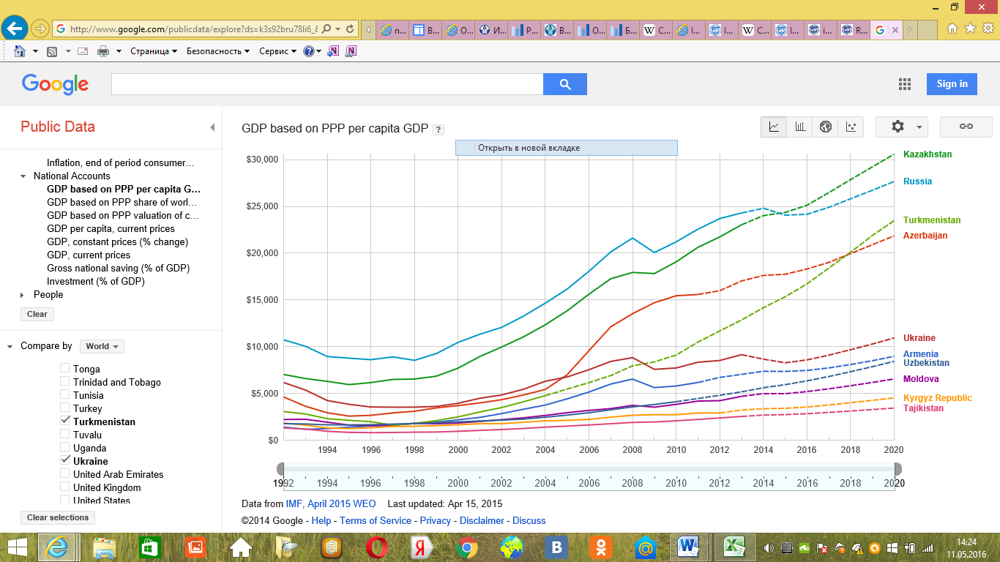 http://www.google.com/publicdata/explore?ds=k3s92bru78li6_&
n...
B...
O...
И...
P...
B...
O...
Б...
C...
I...
I...
C...
I...
i...
R...
G
Страница
Безопасность
Сервис
Google
Sign in
Public Data
GDP based on PPP per capita GDP ?
Открыть в новой вкладке
Inflation, end of period consumer…
National Accounts
GDP based on PPP per capita G…
GDP based on PPP share of worl…
GDP based on PPP valuation of c…
GDP per capita, current prices
GDP, constant prices (% change)
GDP, current prices
Gross national saving (% of GDP)
Investment (% of GDP)
People
Clear
Compare by World
Tonga
Trinidad and Tobago
Tunisia
Turkey
Turkmenistan
Tuvalu
Uganda
Ukraine
United Arab Emirates
United Kingdom
United States
Clear selections
$30,000
$25,000
$20,000
$15,000
$10,000
$5,000
$0
Kazakhstan
Russia
Turkmenistan
Azerbaijan
Ukraine
Armenia
Uzbekistan
Moldova
Kyrgyz Republic
Tajikistan
1994 1996 1998 2000 2002 2004 2006 2008 2010 2012 2014 2016 2018 2020
1992 1994 1996 1998 2000 2002 2004 2006 2008 2010 2012 2014 2016 2018 2020
Data from IMF, April 2015 WEO Last updated: Apr 15, 2015
©2014 Google - Help - Terms of Service - Privacy - Disclaimer - Discuss
14:24
11.05.2016